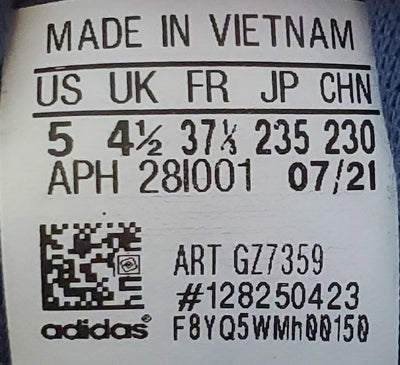 MADE IN VIETNAM
US UK FR JP CHN
5 4½ 37⅓ 235 230
APH 28I001 07/21
ART GZ7359
#128250423
adidas® F8YQ5WMh00150